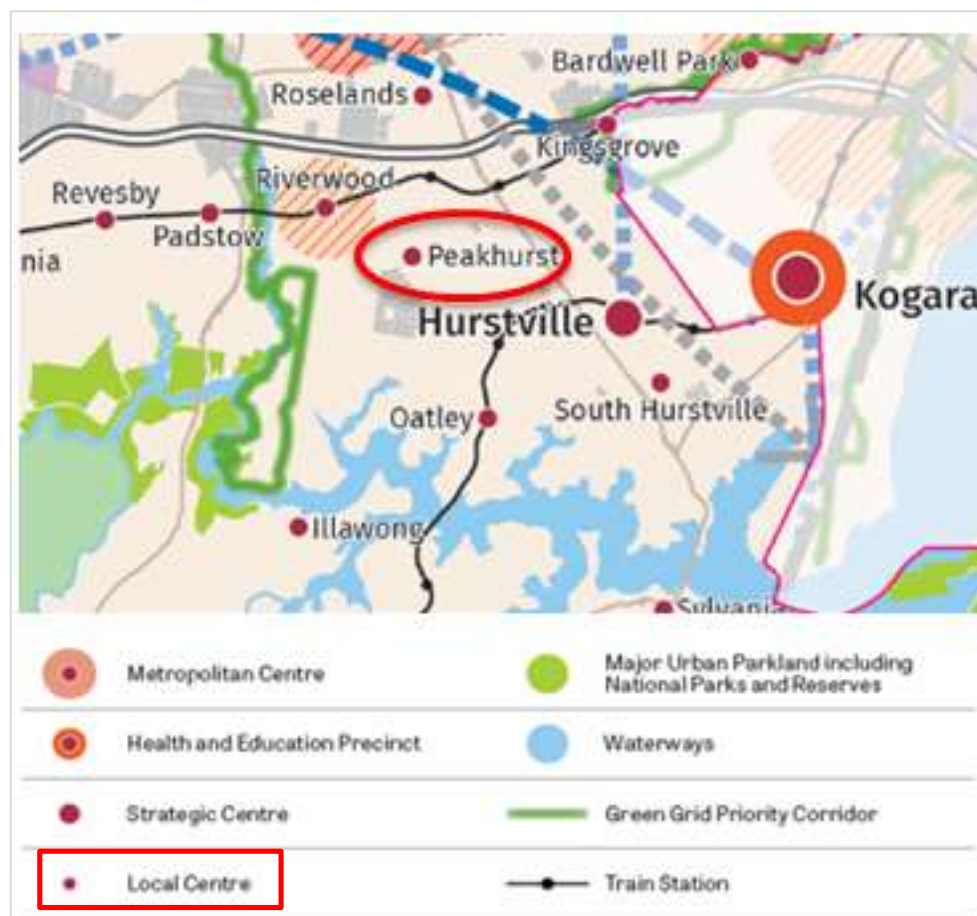 Bardwell Park
Roselands
Kingsgrove
Riverwood
Revesby
Padstow
nia
Peakhurst
Kogara
Hurstville
Oatley
South Hurstville
Illawong
Sylvania
Metropolitan Centre
Major Urban Parkland including
National Parks and Reserves
Health and Education Precinct
Waterways
Strategic Centre
Green Grid Priority Corridor
Local Centre
Train Station